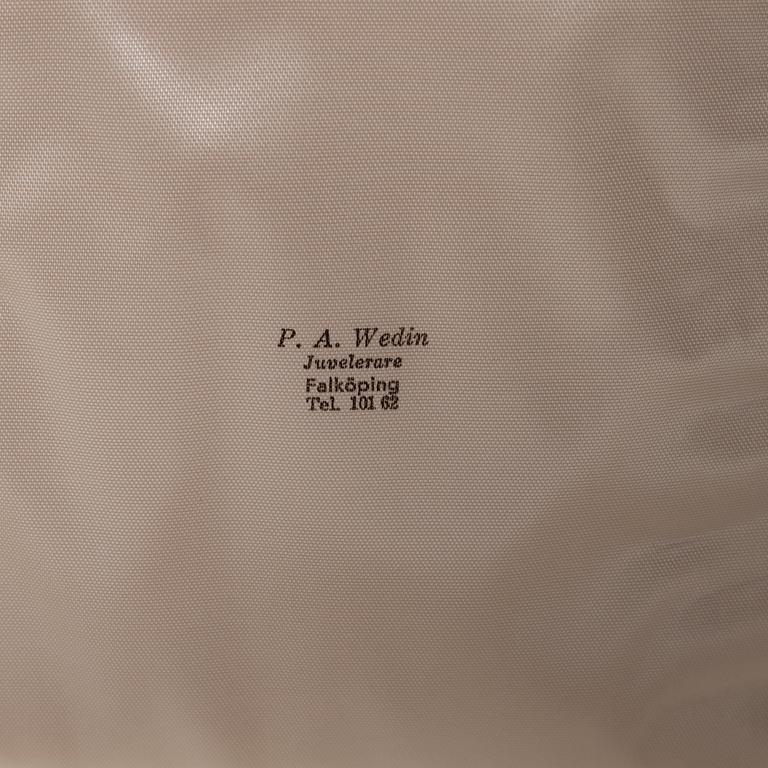 P. A. Wedin
Juvelerare
Falköping
Tel. 101 62